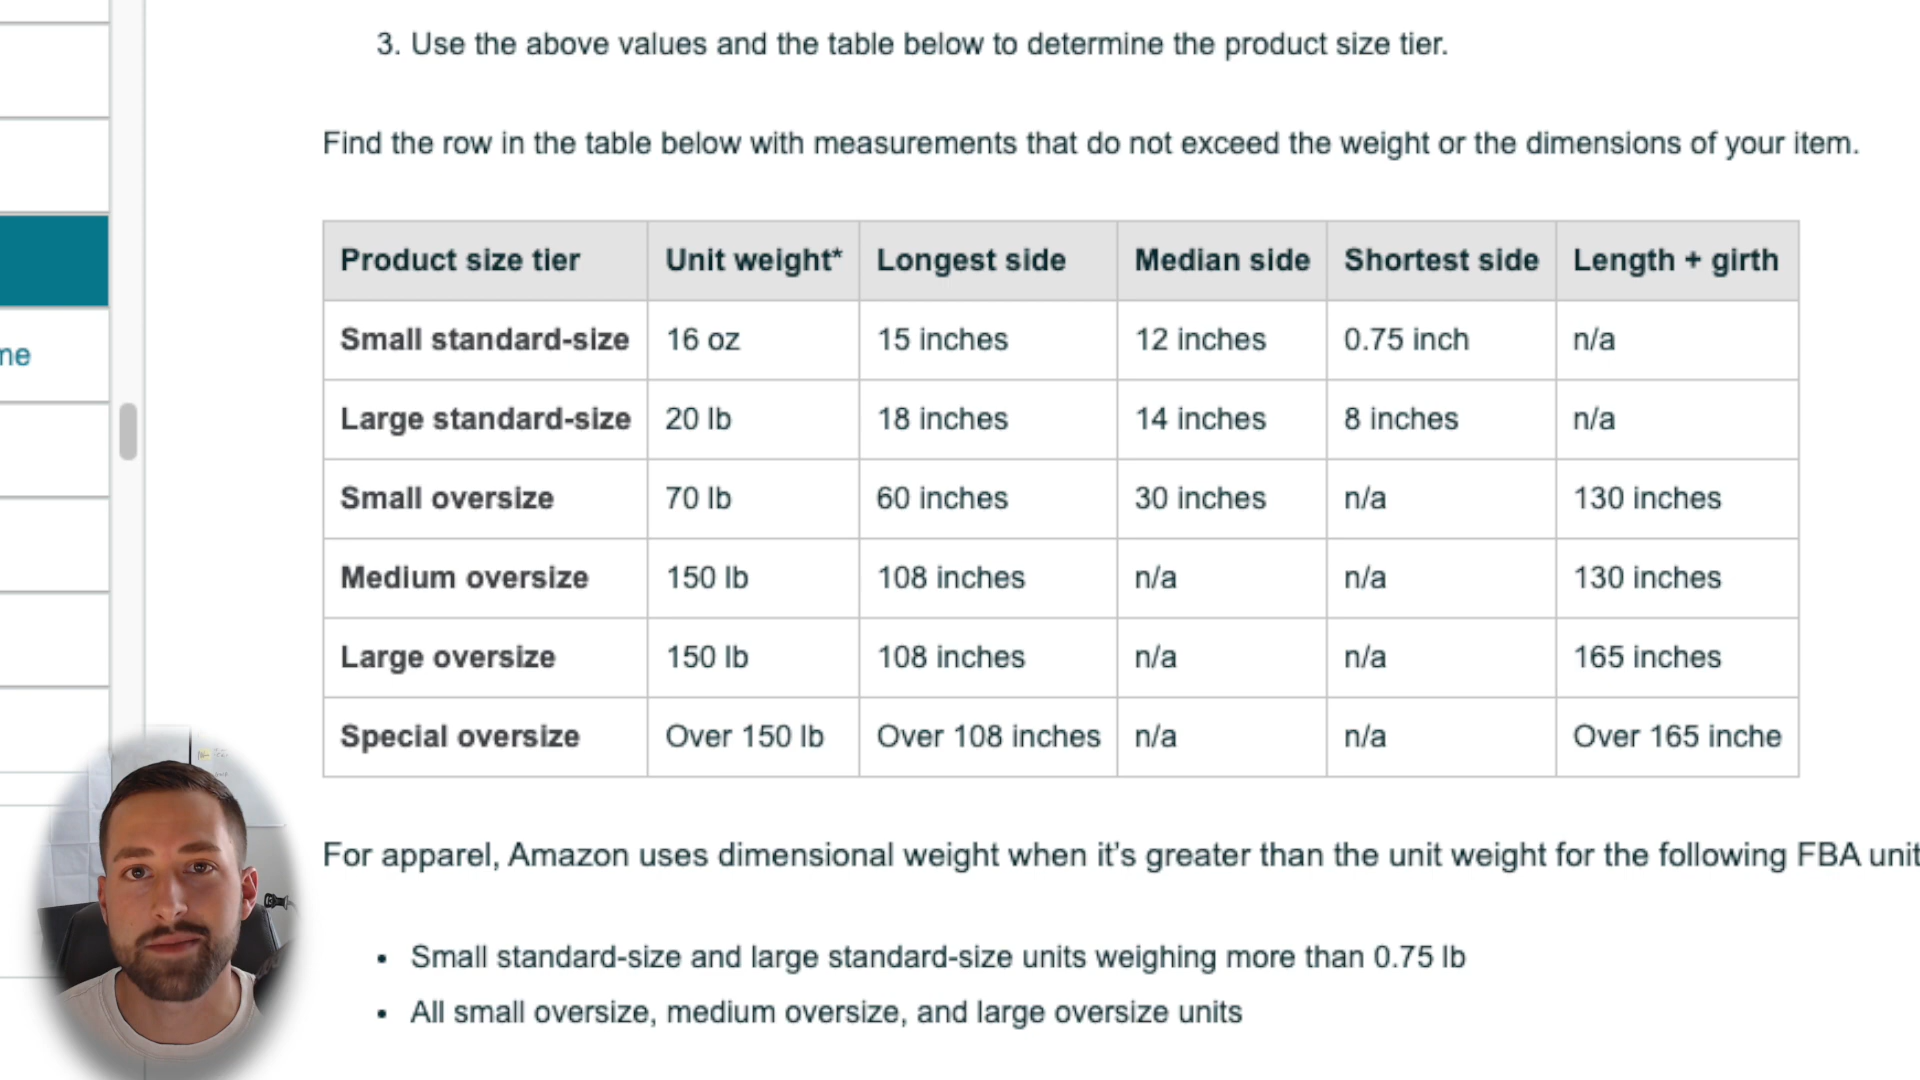 3. Use the above values and the table below to determine the product size tier.
Find the row in the table below with measurements that do not exceed the weight or the dimensions of your item.
Product size tier Unit weight* Longest side Median side Shortest side Length + girth
Small standard-size 16 oz 15 inches 12 inches 0.75 inch n/a
Large standard-size 20 lb 18 inches 14 inches 8 inches n/a
Small oversize 70 lb 60 inches 30 inches n/a 130 inches
Medium oversize 150 lb 108 inches n/a n/a 130 inches
Large oversize 150 lb 108 inches n/a n/a 165 inches
Special oversize Over 150 lb Over 108 inches n/a n/a Over 165 inche
For apparel, Amazon uses dimensional weight when it's greater than the unit weight for the following FBA unit
• Small standard-size and large standard-size units weighing more than 0.75 lb
• All small oversize, medium oversize, and large oversize units